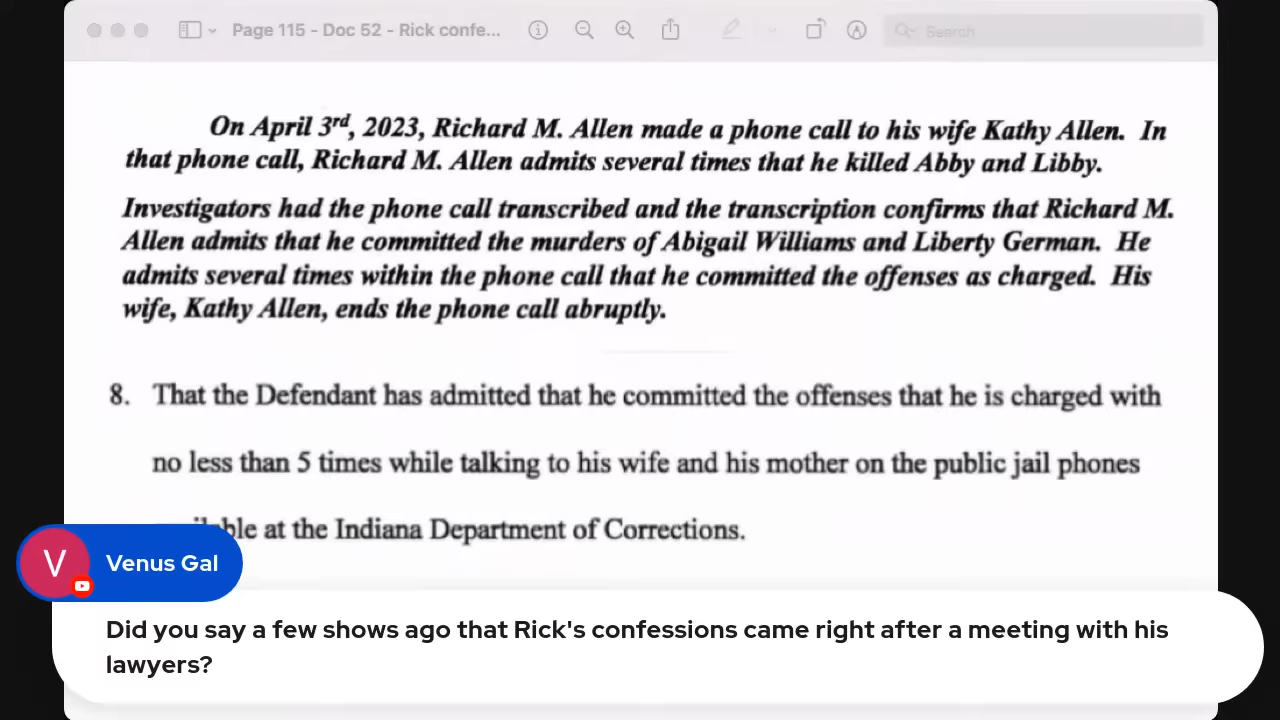 Page 115 - Doc 52 - Rick confe...
Search
On April 3rd, 2023, Richard M. Allen made a phone call to his wife Kathy Allen. In
that phone call, Richard M. Allen admits several times that he killed Abby and Libby.
Investigators had the phone call transcribed and the transcription confirms that Richard M.
Allen admits that he committed the murders of Abigail Williams and Liberty German. He
admits several times within the phone call that he committed the offenses as charged. His
wife, Kathy Allen, ends the phone call abruptly.
8. That the Defendant has admitted that he committed the offenses that he is charged with
no less than 5 times while talking to his wife and his mother on the public jail phones
at the Indiana Department of Corrections.
V
Venus Gal
Did you say a few shows ago that Rick's confessions came right after a meeting with his
lawyers?